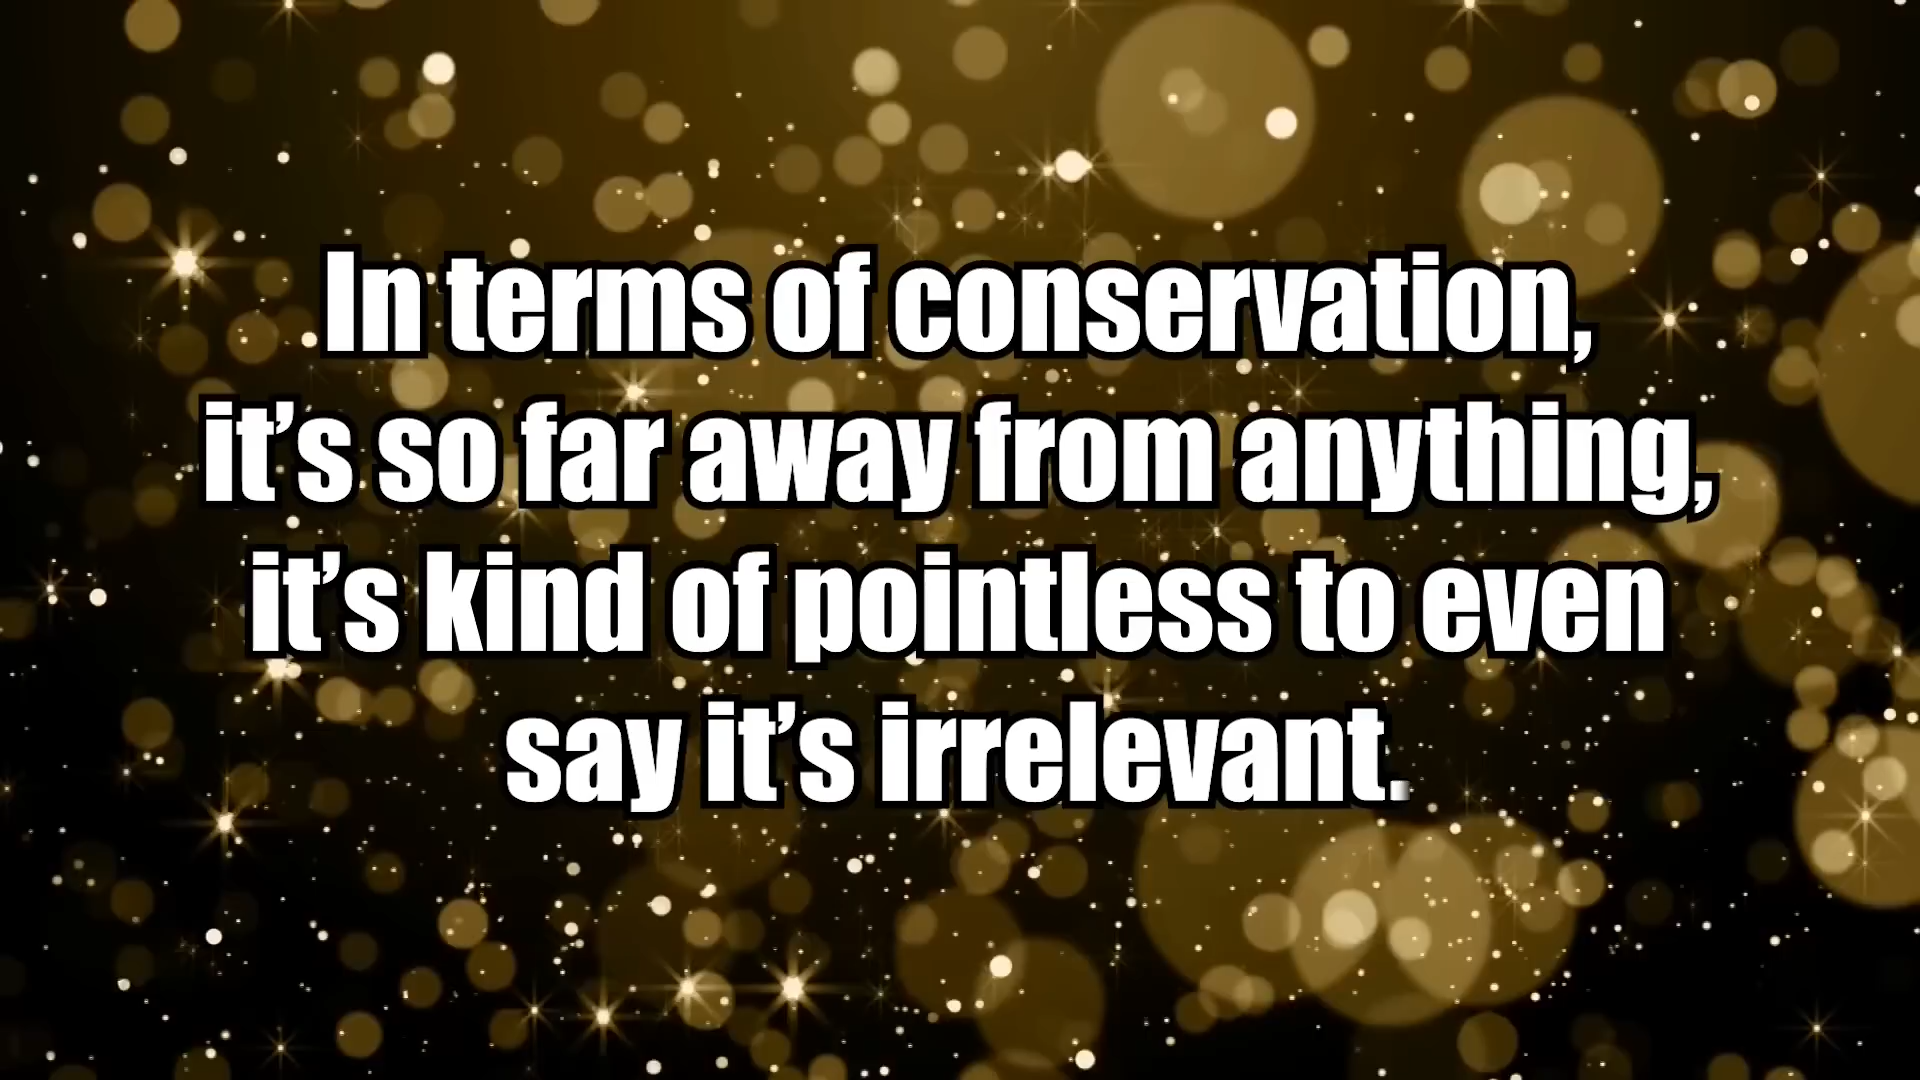 In terms of conservation,
it’s so far away from anything,
it’s kind of pointless to even
say it’s irrelevant.